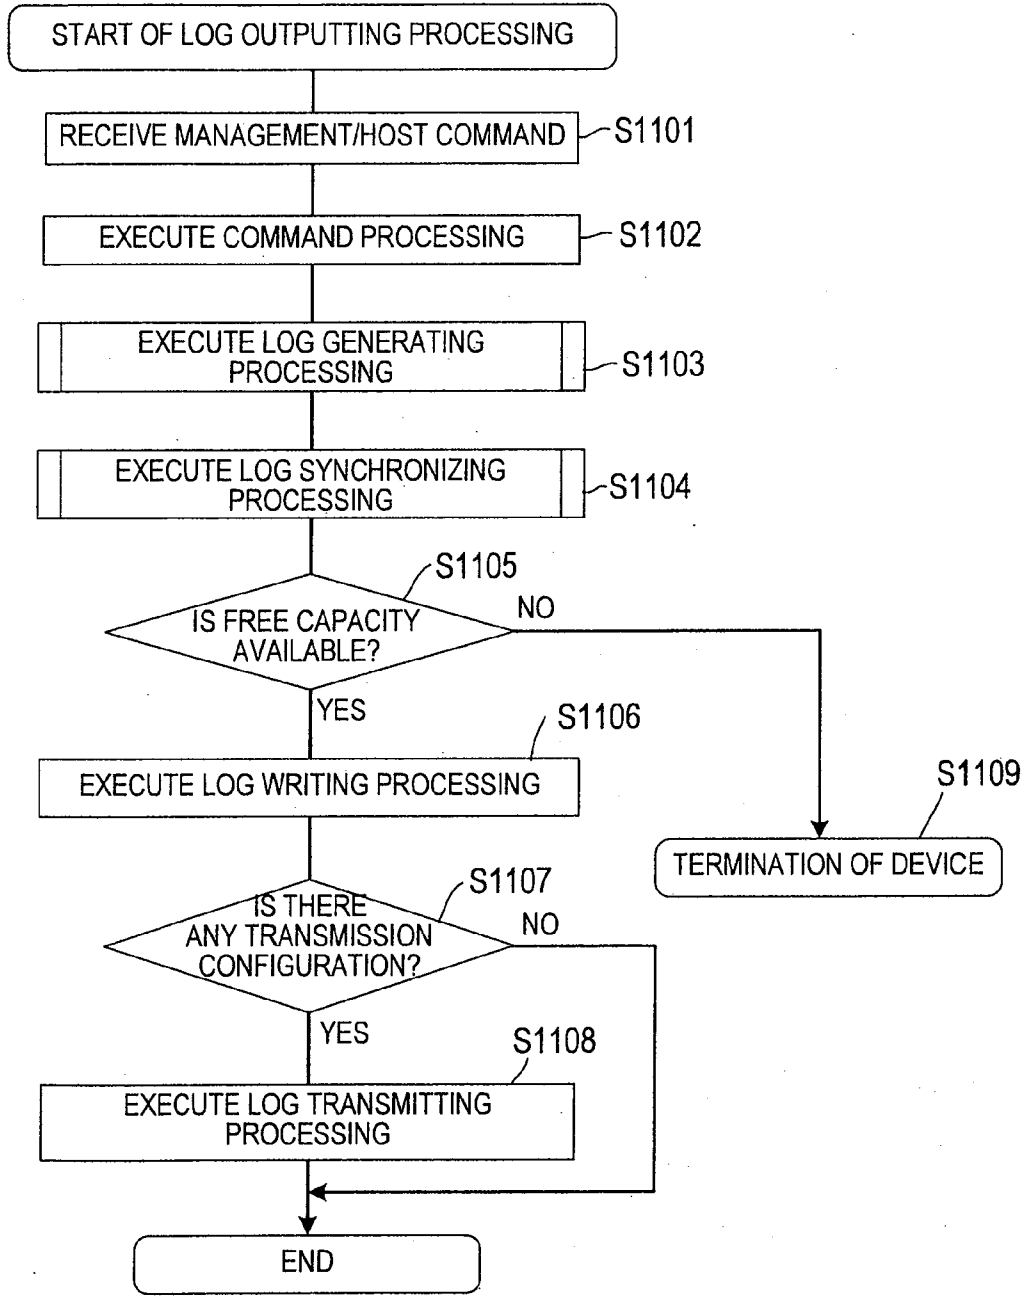 START OF LOG OUTPUTTING PROCESSING
RECEIVE MANAGEMENT/HOST COMMAND
S1101
EXECUTE COMMAND PROCESSING
S1102
EXECUTE LOG GENERATING
PROCESSING
S1103
EXECUTE LOG SYNCHRONIZING
PROCESSING
S1104
S1105
IS FREE CAPACITY
AVAILABLE?
NO
YES
S1106
EXECUTE LOG WRITING PROCESSING
S1109
TERMINATION OF DEVICE
S1107
IS THERE
ANY TRANSMISSION
CONFIGURATION?
NO
YES
S1108
EXECUTE LOG TRANSMITTING
PROCESSING
END